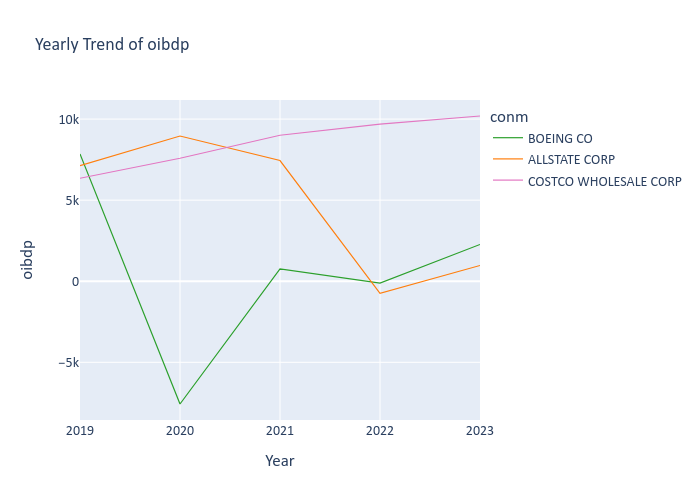 Yearly Trend of oibdp
conm
BOEING CO
ALLSTATE CORP
COSTCO WHOLESALE CORP
oibdp
10k
5k
0
−5k
2019 2020 2021 2022 2023
Year